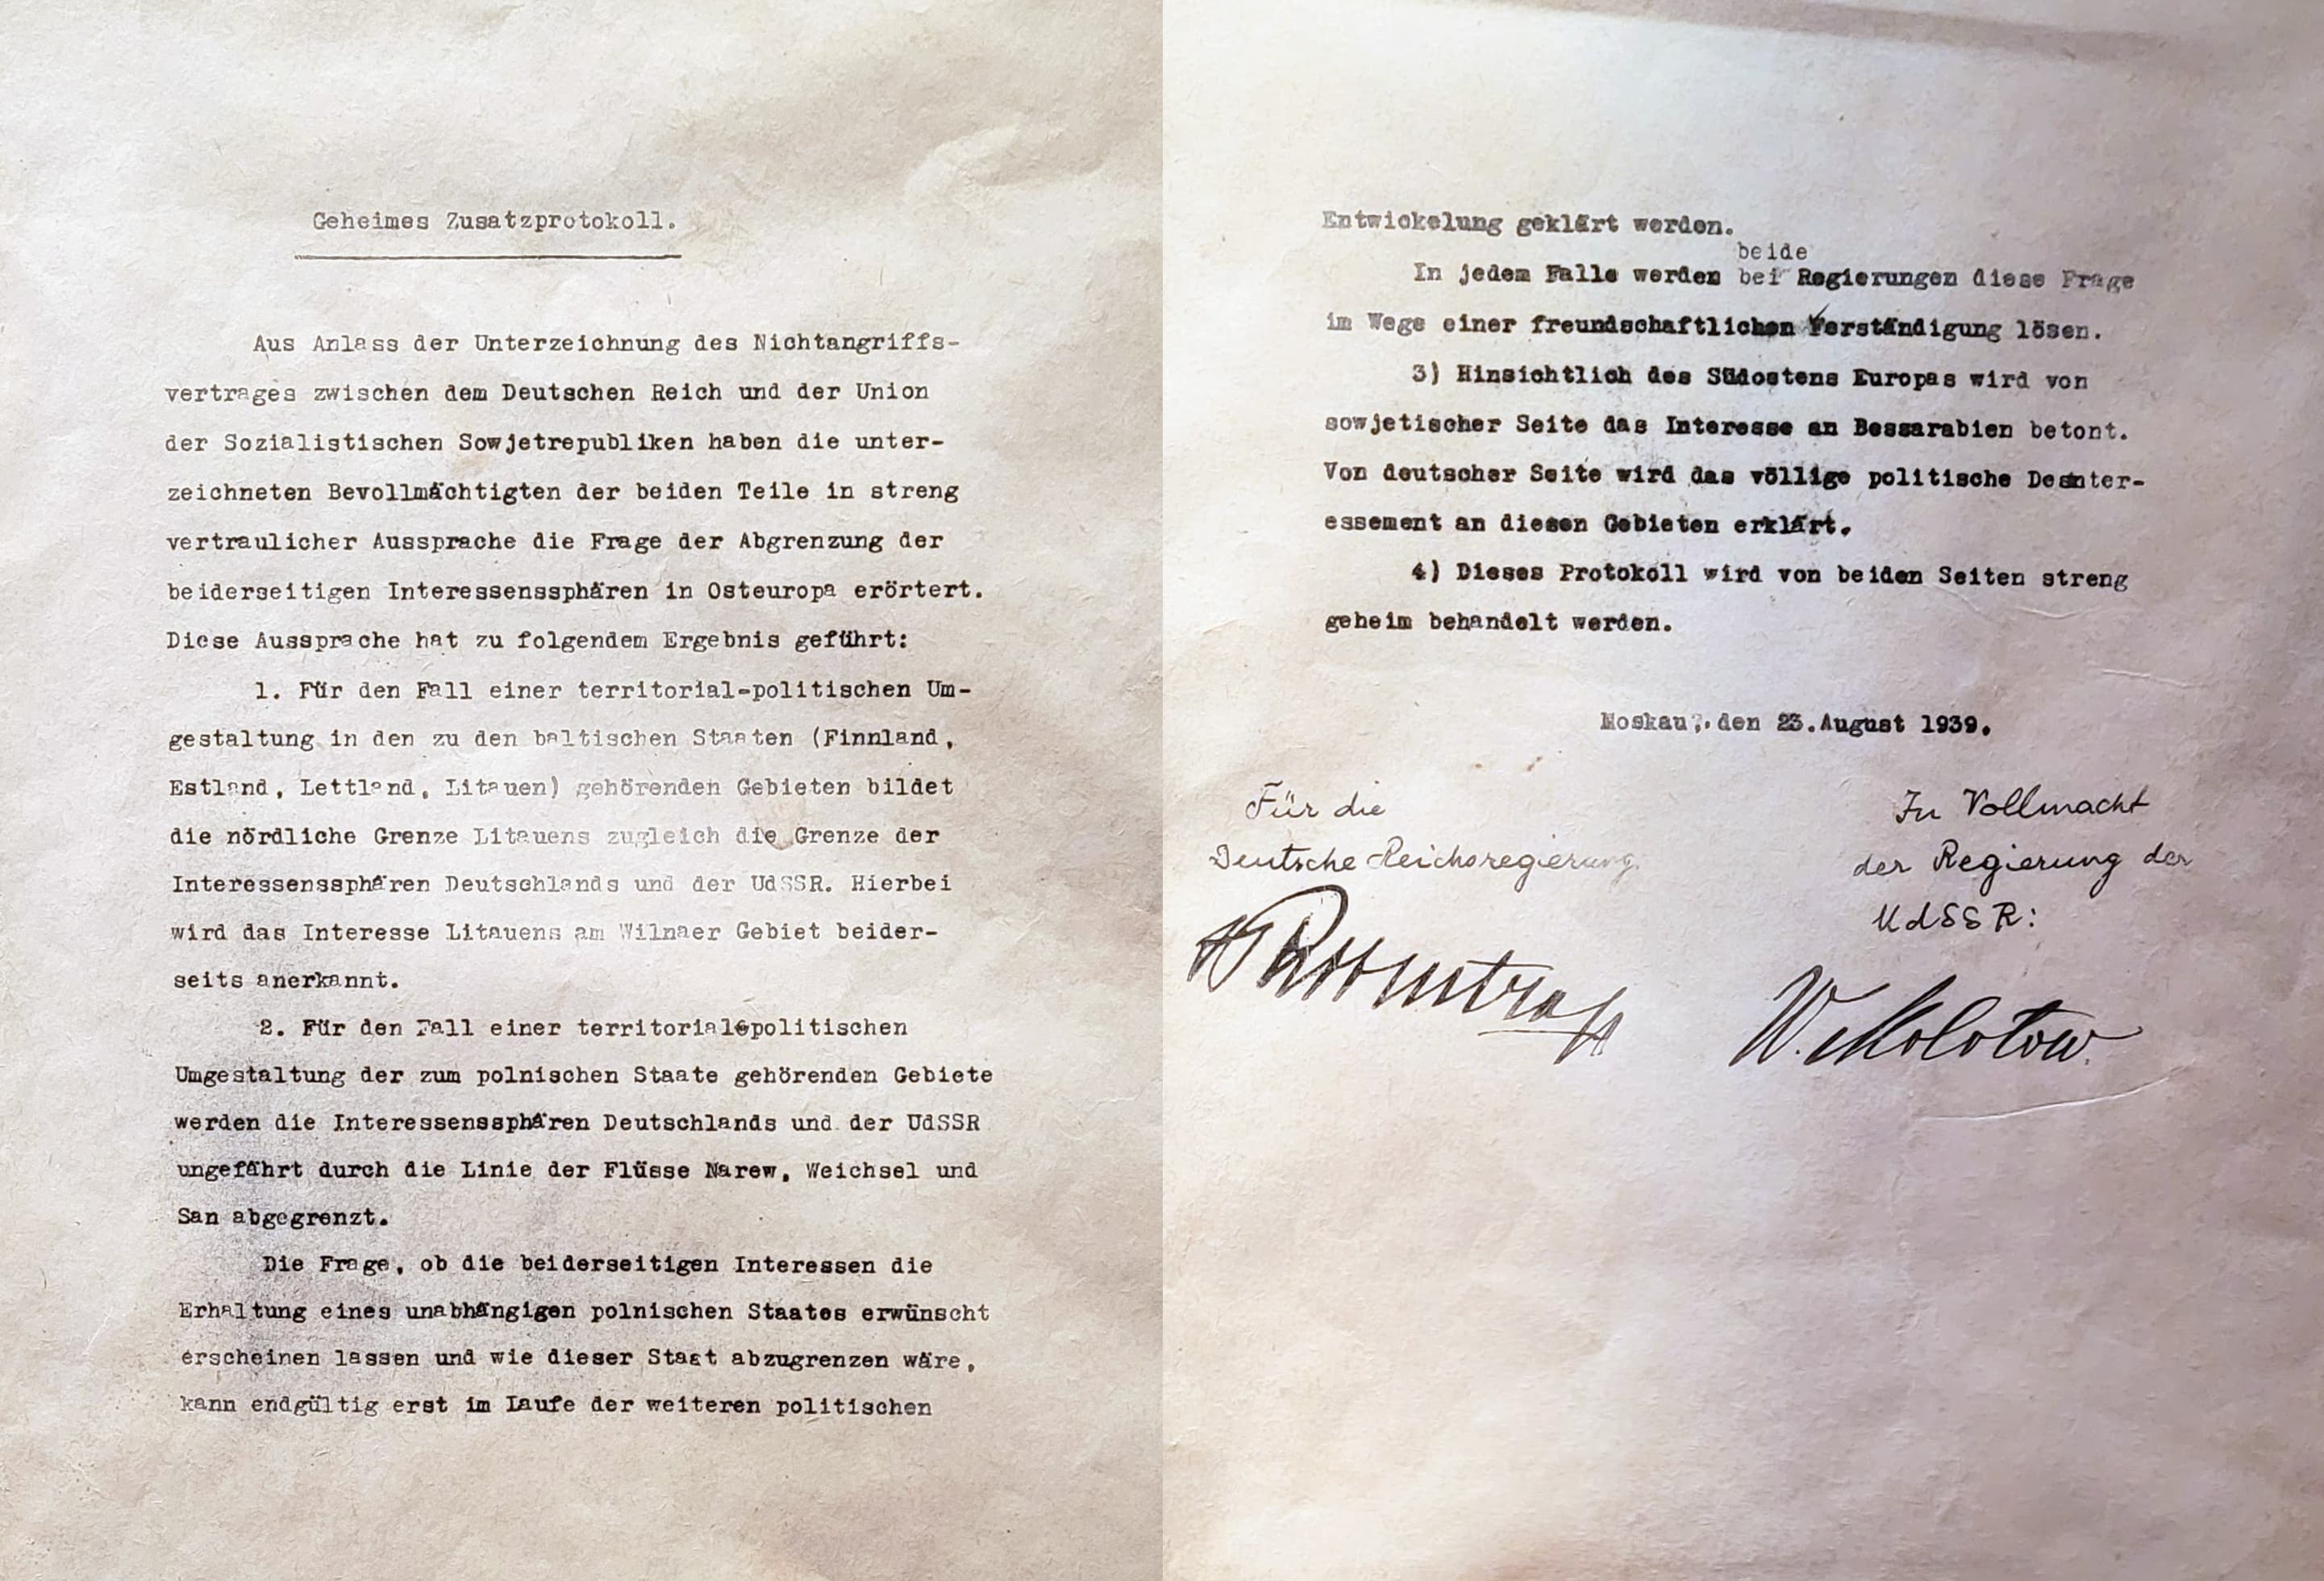 Geheimes Zusatzprotokoll.
Aus Anlass der Unterzeichnung des Nichtangriffs-
vertrages zwischen dem Deutschen Reich und der Union
der Sozialistischen Sowjetrepubliken haben die unter-
zeichneten Bevollmächtigten der beiden Teile in streng
vertraulicher Aussprache die Frage der Abgrenzung der
beiderseitigen Interessenssphären in Osteuropa erörtert.
Diese Aussprache hat zu folgendem Ergebnis geführt:
1. Für den Fall einer territorial-politischen Um-
gestaltung in den zu den baltischen Staaten (Finnland,
Estland, Lettland, Litauen) gehörenden Gebieten bildet
die nördliche Grenze Litauens zugleich die Grenze der
Interessenssphären Deutschlands und der UdSSR. Hierbei
wird das Interesse Litauens am Wilnaer Gebiet beider-
seits anerkannt.
2. Für den Fall einer territorial-politischen
Umgestaltung der zum polnischen Staate gehörenden Gebiete
werden die Interessenssphären Deutschlands und der UdSSR
ungefährt durch die Linie der Flüsse Narew, Weichsel und
San abgegrenzt.
Die Frage, ob die beiderseitigen Interessen die
Erhaltung eines unabhängigen polnischen Staates erwünscht
erscheinen lassen und wie dieser Staat abzugrenzen wäre,
kann endgültig erst im Laufe der weiteren politischen
Entwickelung geklärt werden.
beide
In jedem Falle werden bei Regierungen diese Frage
im Wege einer freundschaftlichen Verständigung lösen.
3) Hinsichtlich des Südostens Europas wird von
sowjetischer Seite das Interesse an Bessarabien betont.
Von deutscher Seite wird das völlige politische Desinter-
essement an diesen Gebieten erklärt.
4) Dieses Protokoll wird von beiden Seiten streng
geheim behandelt werden.
Moskau, den 23. August 1939.
Für die
Deutsche Reichsregierung
In Vollmacht
der Regierung der
UdSSR:
Ribbentrop
W. Molotow